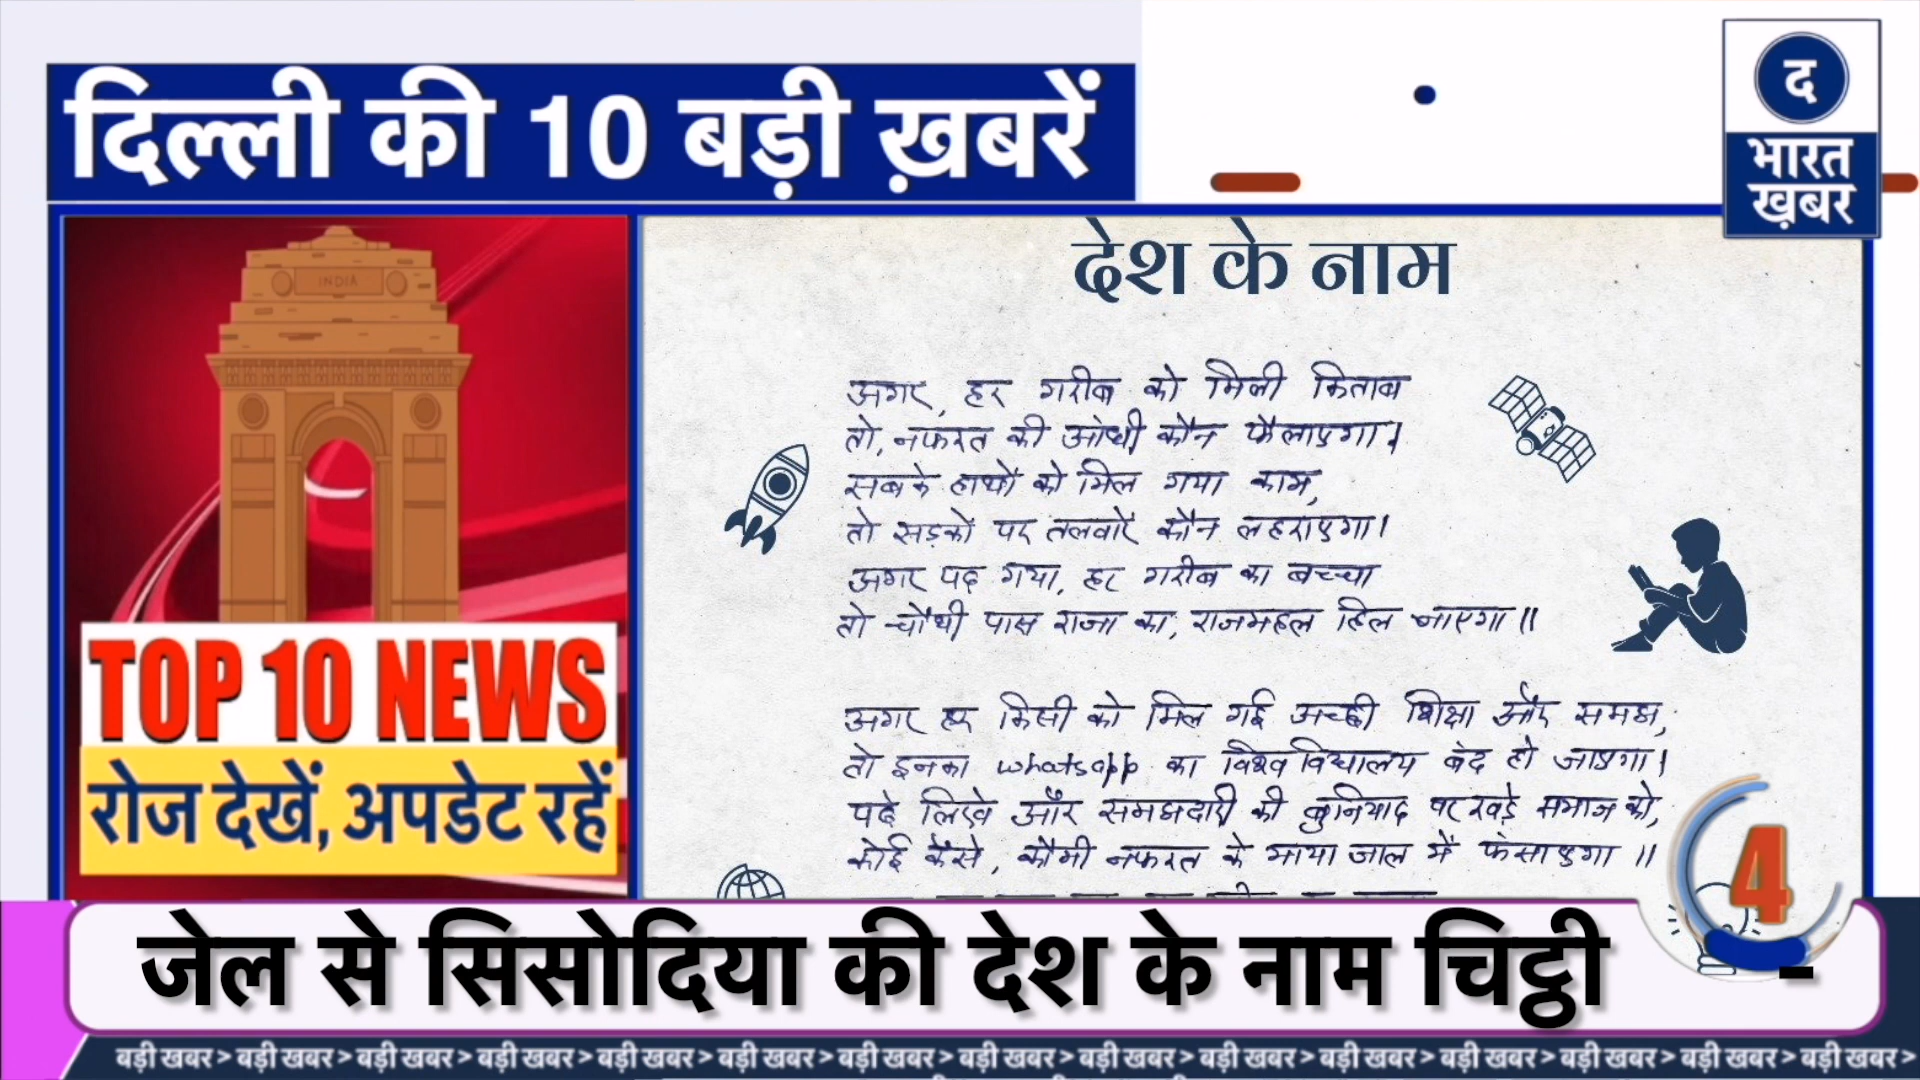 दिल्ली की 10 बड़ी ख़बरें
द
भारत
ख़बर
INDIA
TOP 10 NEWS
रोज देखें, अपडेट रहें
देश के नाम
अगर, हर गरीब को मिली किताब
तो, नफरत की आंधी कौन फैलाएगा।
सबके हाथों को मिल गया काम,
तो सड़कों पर तलवारें कौन लहराएगा।
अगर पढ़ गया, हर गरीब का बच्चा
तो चौथी पास राजा का, राजमहल हिल जाएगा॥
अगर हर किसी को मिल गई अच्छी शिक्षा और समझ,
तो इनका whatsapp का विश्वविद्यालय बंद हो जाएगा।
पढ़े लिखे और समझदारी की बुनियाद पर खड़े समाज को,
कोई कैसे, कौमी नफरत के माया जाल में फंसाएगा॥
4
जेल से सिसोदिया की देश के नाम चिट्ठी -
बड़ी खबर > बड़ी खबर > बड़ी खबर > बड़ी खबर > बड़ी खबर > बड़ी खबर > बड़ी खबर > बड़ी खबर > बड़ी खबर > बड़ी खबर > बड़ी खबर > बड़ी खबर > बड़ी खबर > बड़ी खबर > बड़ी खबर >